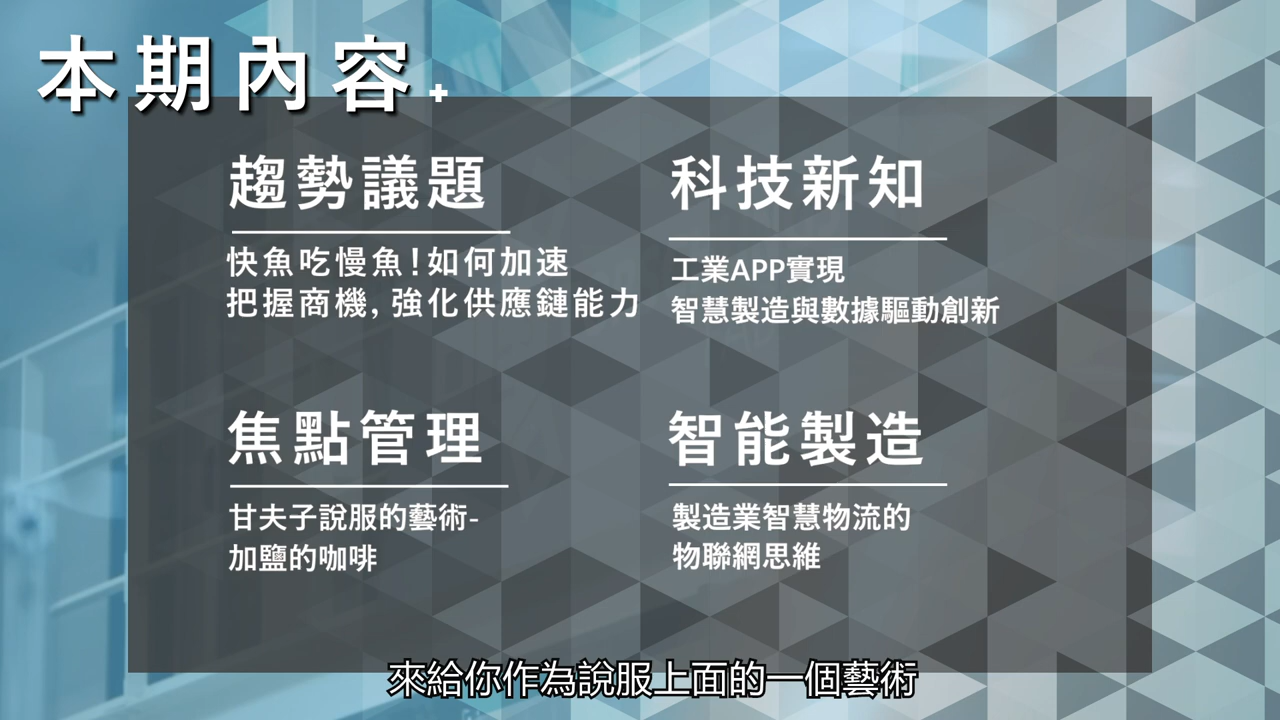 本期內容+
趨勢議題
快魚吃慢魚!如何加速
把握商機, 強化供應鏈能力
科技新知
工業APP實現
智慧製造與數據驅動創新
焦點管理
甘夫子說服的藝術-
加鹽的咖啡
智能製造
製造業智慧物流的
物聯網思維
來給你作為說服上面的一個藝術